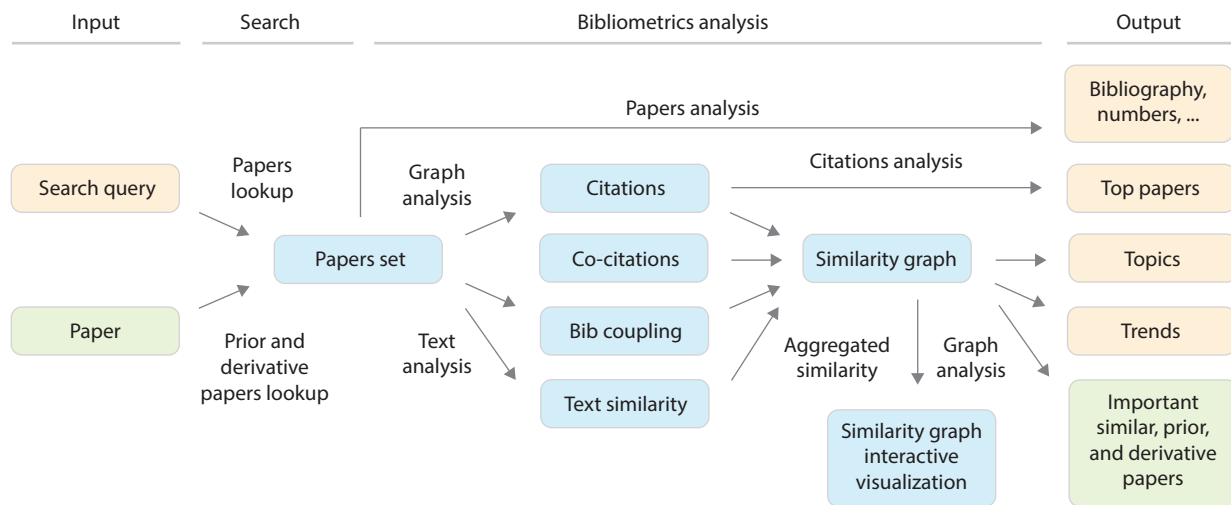 Input
Search
Bibliometrics analysis
Output
Bibliography,
numbers, ...
Papers analysis
Papers
lookup
Graph
analysis
Citations analysis
Search query
Citations
Top papers
Papers set
Co-citations
Similarity graph
Topics
Paper
Prior and
derivative
papers lookup
Text
analysis
Bib coupling
Aggregated
similarity
Graph
analysis
Trends
Text similarity
Similarity graph
interactive
visualization
Important
similar, prior,
and derivative
papers